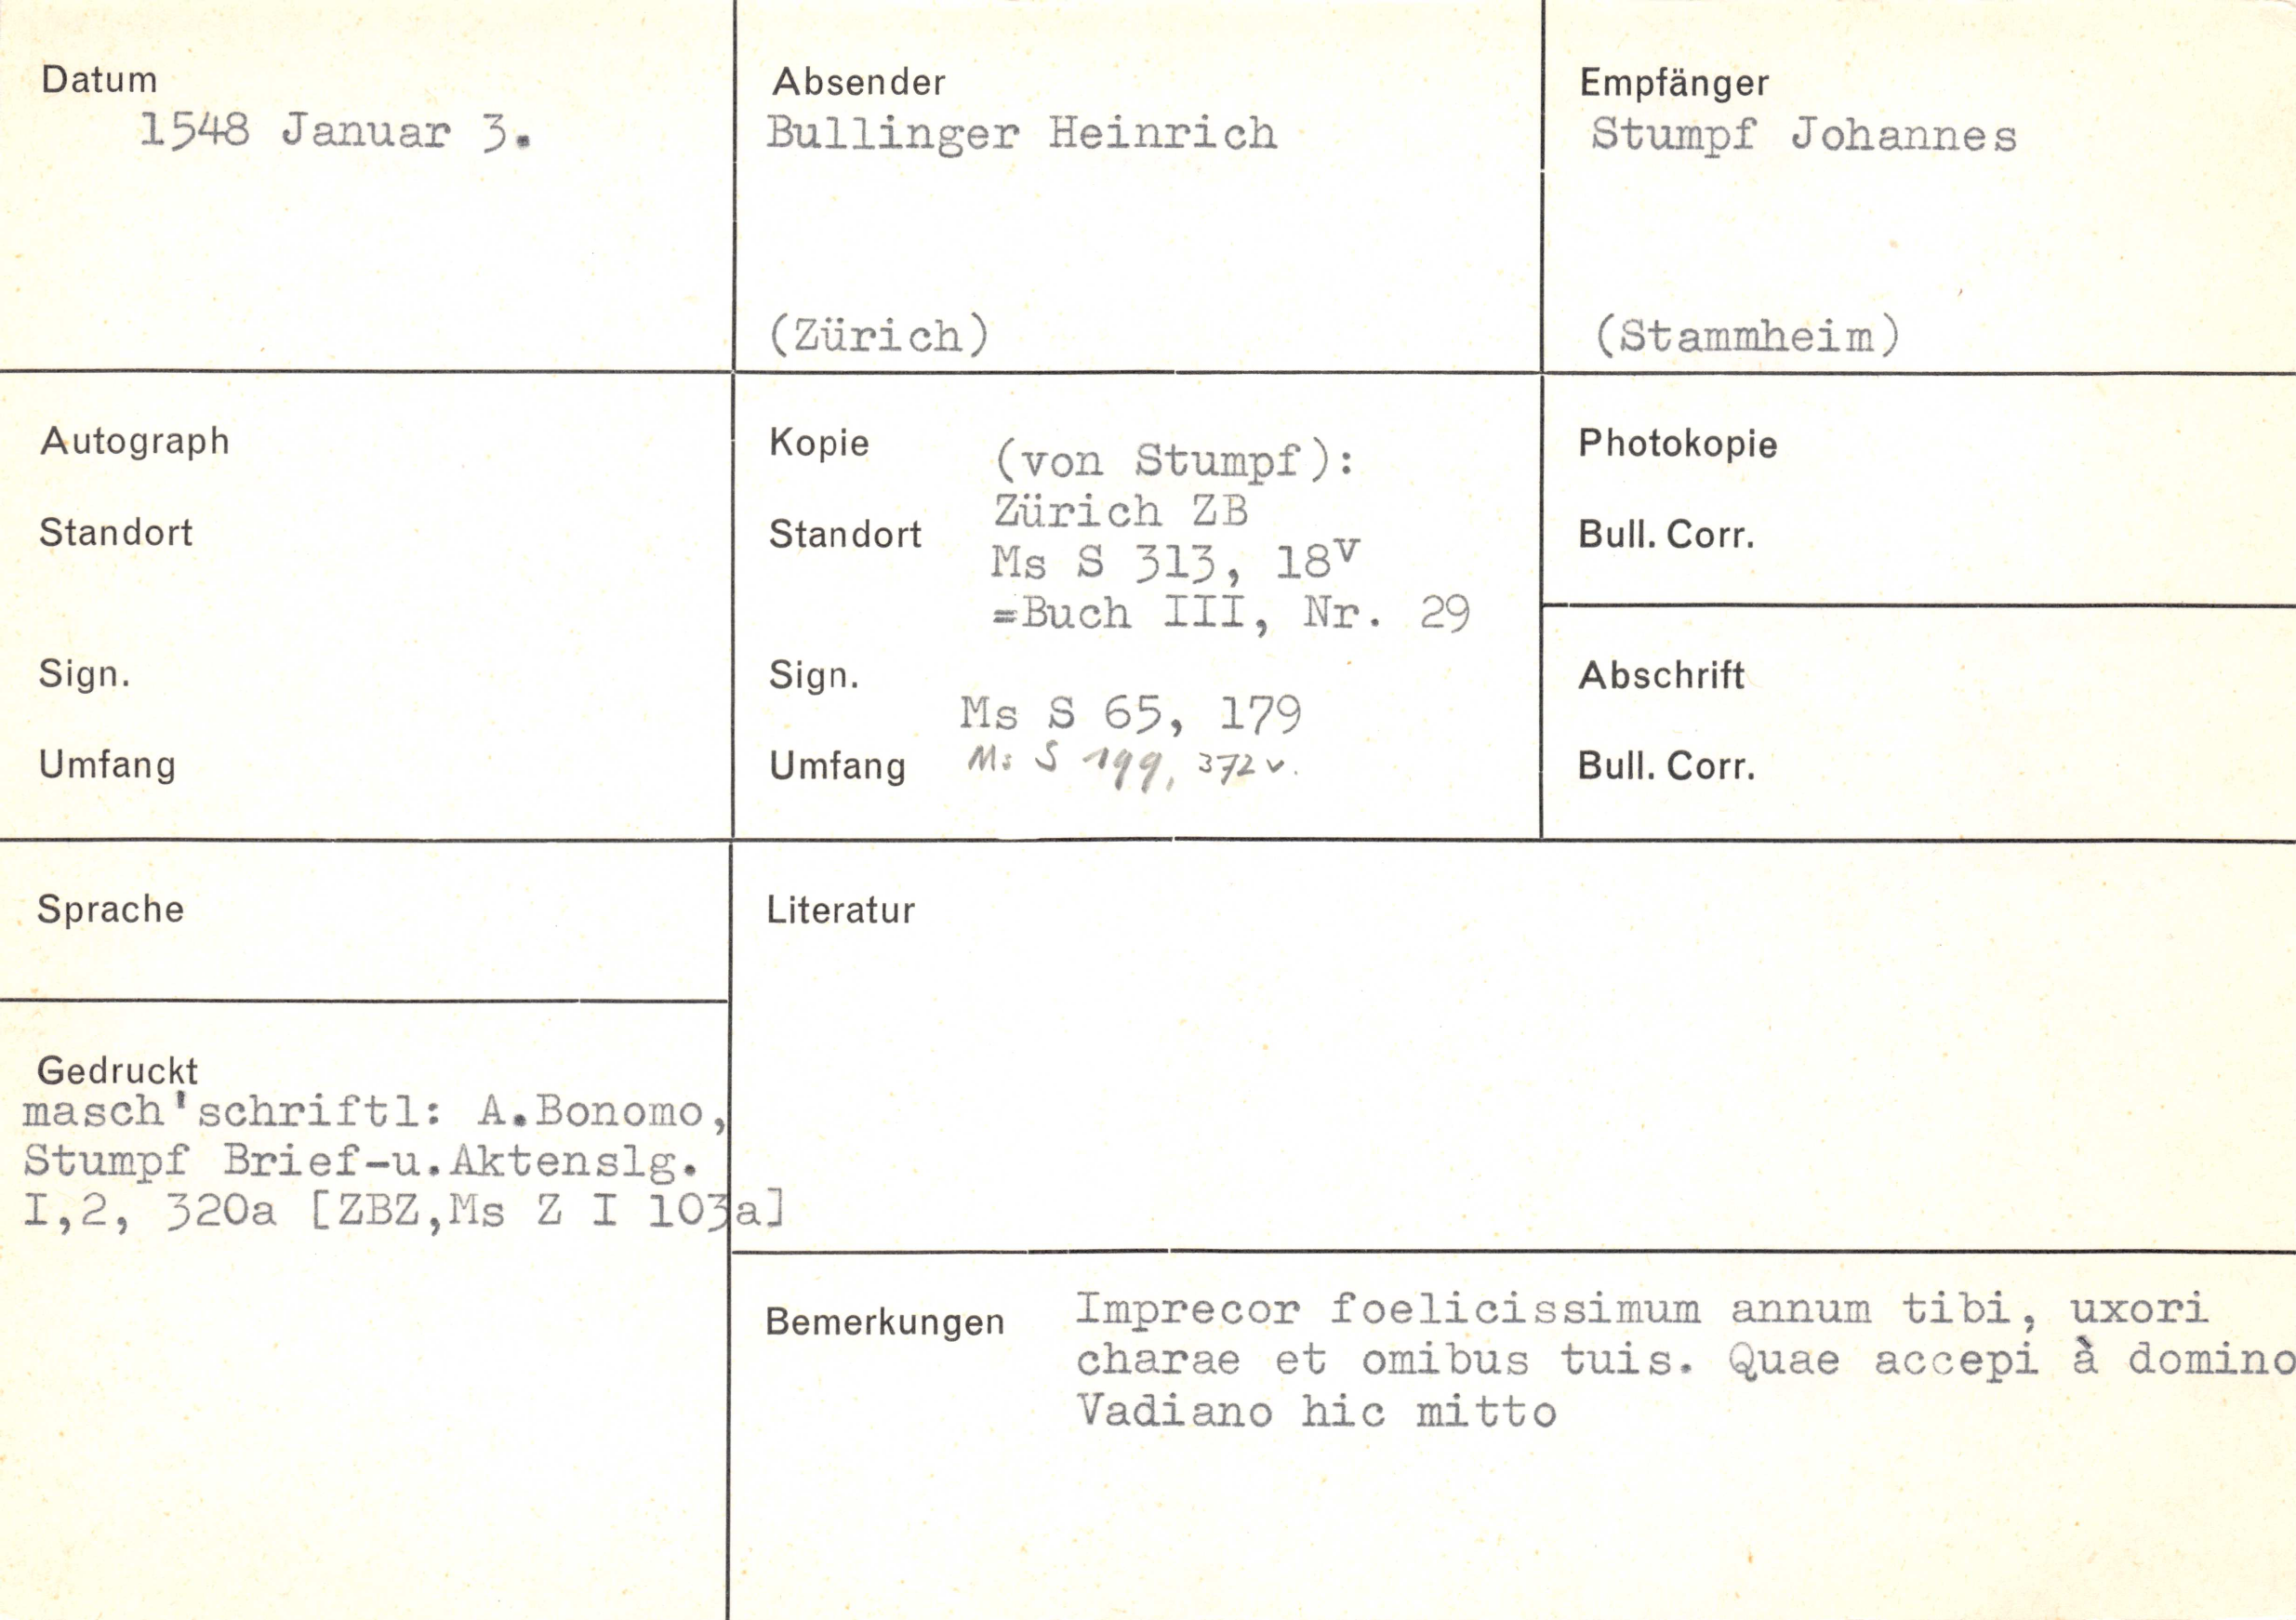 Datum
1548 Januar 3.
Absender
Bullinger Heinrich
(Zürich)
Empfänger
Stumpf Johannes
(Stammheim)
Autograph
Standort
Sign.
Umfang
Kopie (von Stumpf):
Zürich ZB
Standort
Ms S 313, 18v
=Buch III, Nr. 29
Sign.
Ms S 65, 179
Umfang Ms S 199, 372 v.
Photokopie
Bull. Corr.
Abschrift
Bull. Corr.
Sprache
Literatur
Gedruckt
masch'schriftl: A.Bonomo,
Stumpf Brief-u.Aktenslg.
I,2, 320a [ZBZ,Ms Z I 103a]
Bemerkungen
Imprecor foelicissimum annum tibi, uxori
charae et omibus tuis. Quae accepi à domino
Vadiano hic mitto